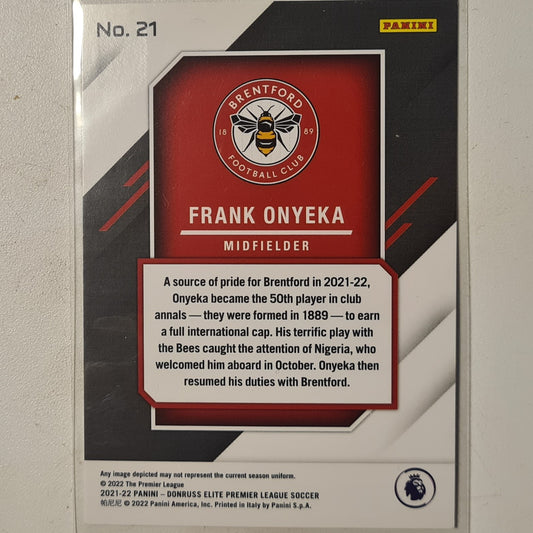 No. 21
PANINI
BRENTFORD
18 89
FOOTBALL CLUB
FRANK ONYEKA
MIDFIELDER
A source of pride for Brentford in 2021-22,
Onyeka became the 50th player in club
annals — they were formed in 1889 — to earn
a full international cap. His terrific play with
the Bees caught the attention of Nigeria, who
welcomed him aboard in October. Onyeka then
resumed his duties with Brentford.
Any image depicted may not represent the current season uniform.
© 2022 The Premier League
2021-22 PANINI – DONRUSS ELITE PREMIER LEAGUE SOCCER
帕尼尼 © 2022 Panini America, Inc. Printed in Italy by Panini S.p.A.